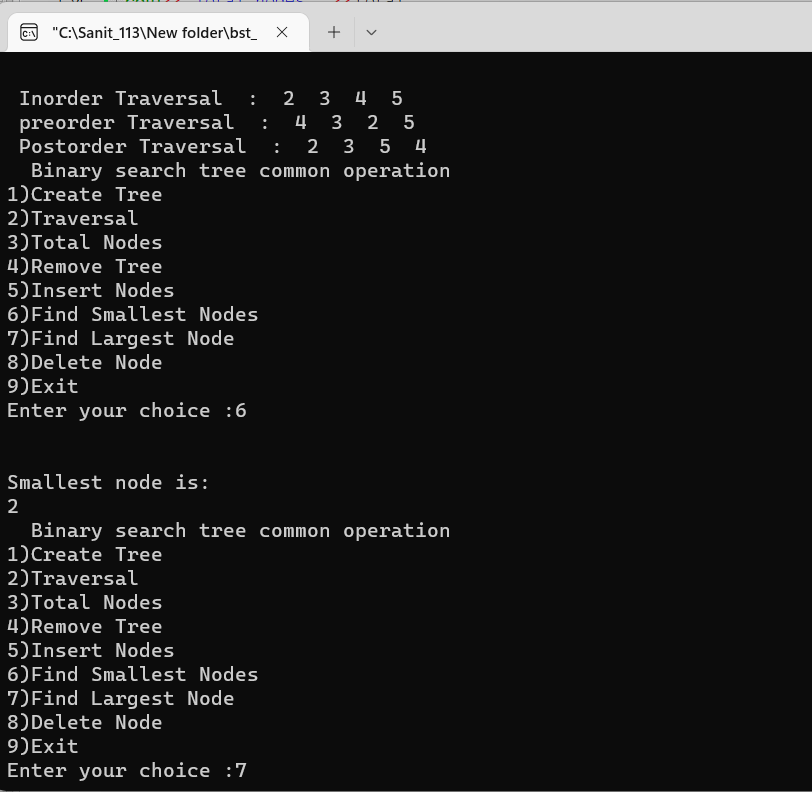 "C:\Sanit_113\New folder\bst_
Inorder Traversal  :  2  3  4  5
preorder Traversal  :  4  3  2  5
Postorder Traversal  :  2  3  5  4
Binary search tree common operation
1)Create Tree
2)Traversal
3)Total Nodes
4)Remove Tree
5)Insert Nodes
6)Find Smallest Nodes
7)Find Largest Node
8)Delete Node
9)Exit
Enter your choice :6
Smallest node is:
2
Binary search tree common operation
1)Create Tree
2)Traversal
3)Total Nodes
4)Remove Tree
5)Insert Nodes
6)Find Smallest Nodes
7)Find Largest Node
8)Delete Node
9)Exit
Enter your choice :7